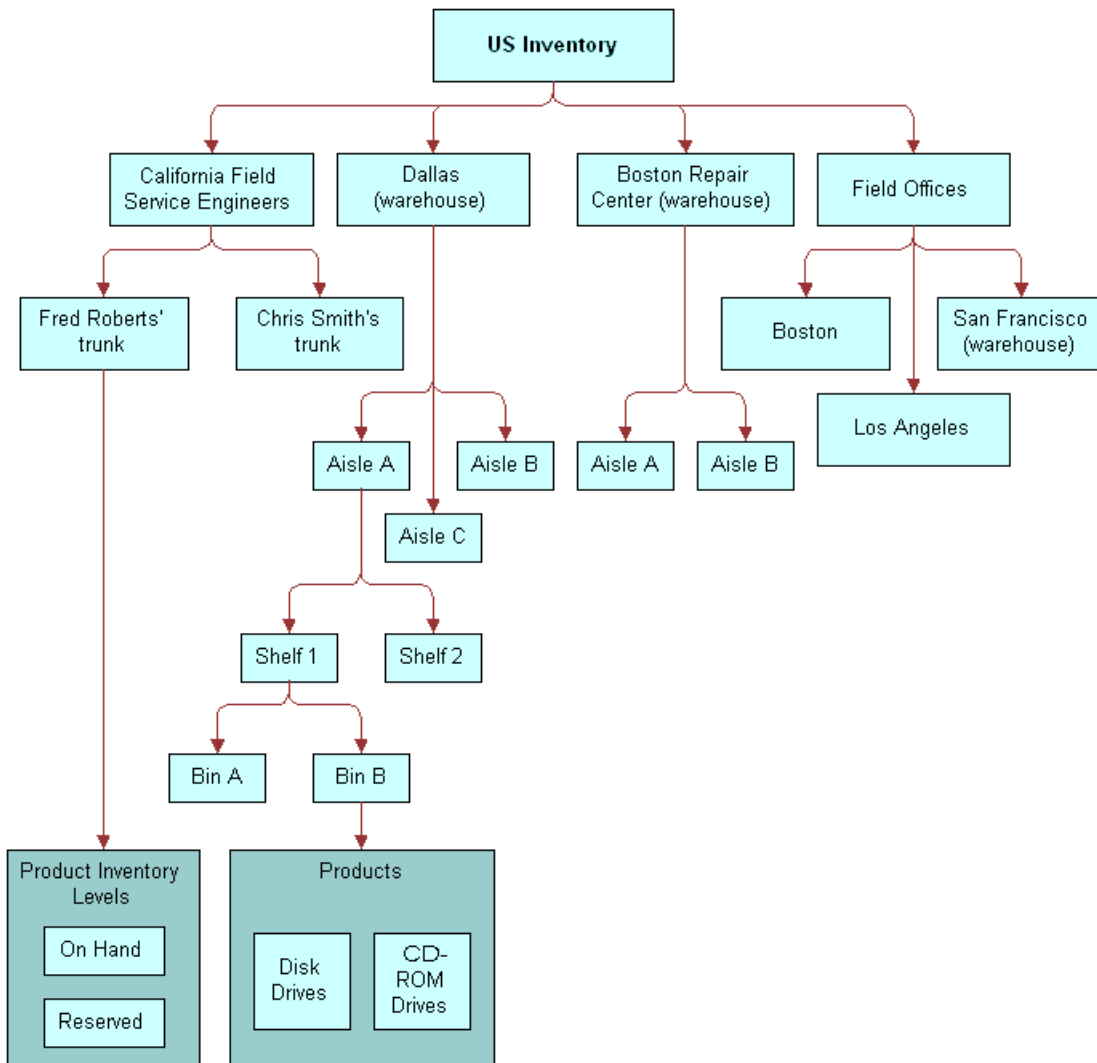 US Inventory
California Field
Service Engineers
Dallas
(warehouse)
Boston Repair
Center (warehouse)
Field Offices
Fred Roberts'
trunk
Chris Smith's
trunk
Boston
San Francisco
(warehouse)
Los Angeles
Aisle A
Aisle B
Aisle A
Aisle B
Aisle C
Shelf 1
Shelf 2
Bin A
Bin B
Product Inventory
Levels
On Hand
Reserved
Products
Disk
Drives
CD-
ROM
Drives